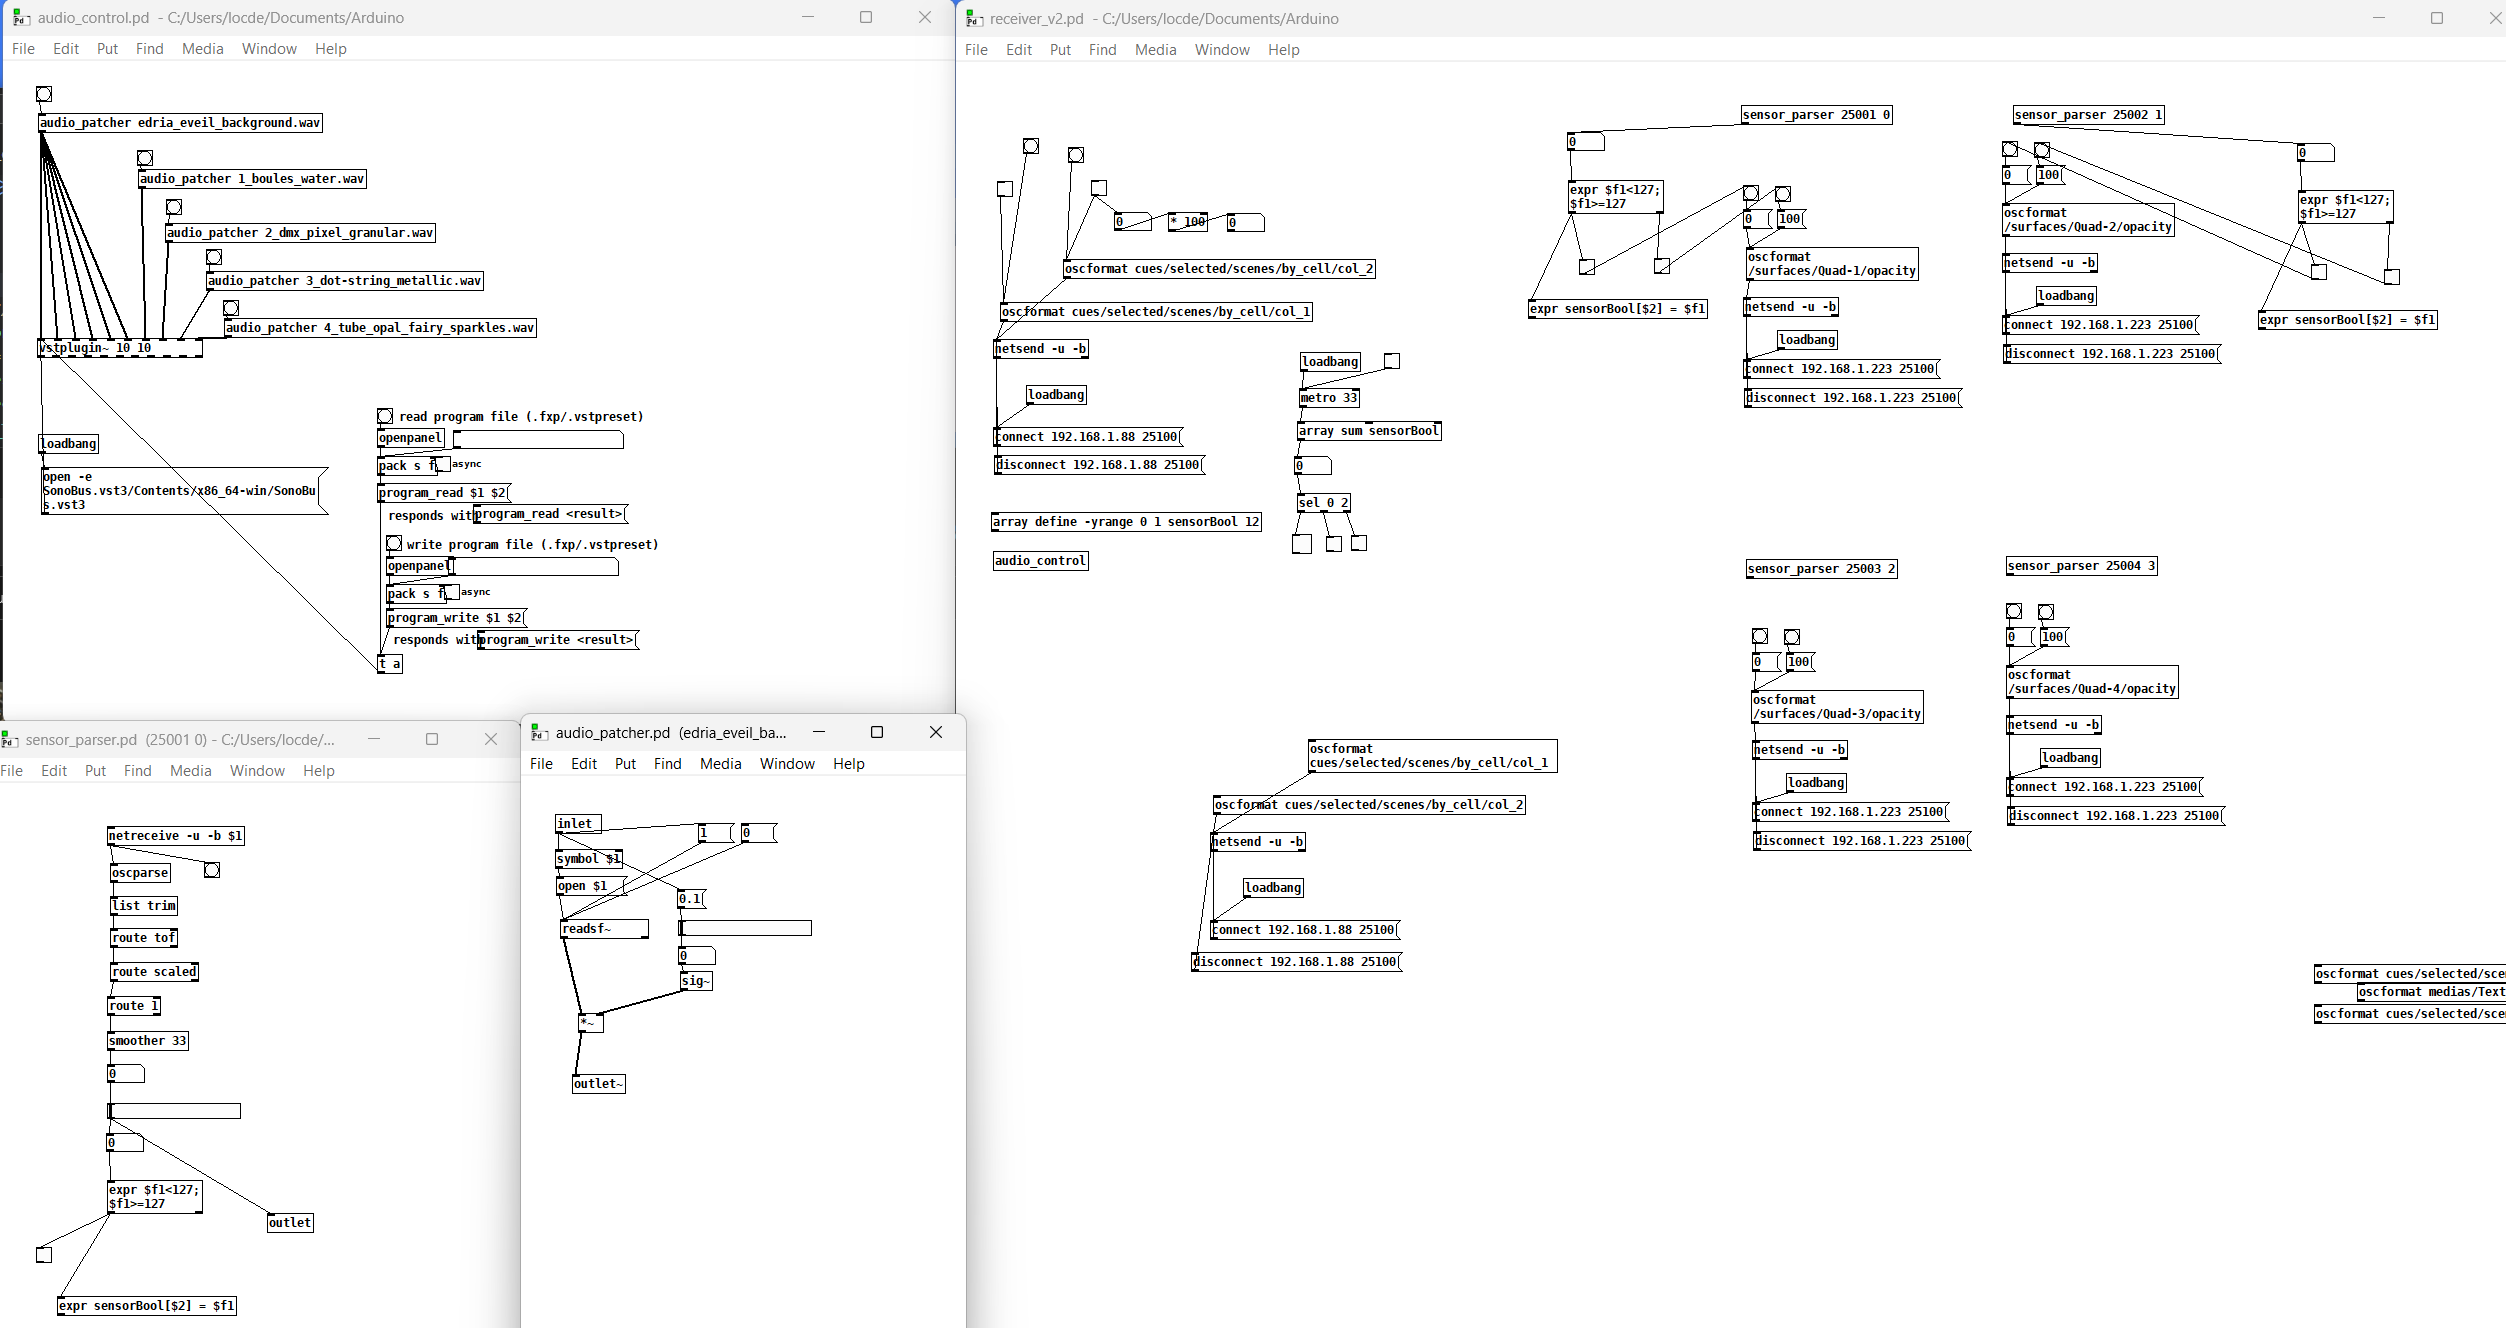 audio_control.pd - C:/Users/locde/Documents/Arduino
File Edit Put Find Media Window Help
audio_patcher edria_eveil_background.wav
audio_patcher 1_boules_water.wav
audio_patcher 2_dmx_pixel_granular.wav
audio_patcher 3_dot-string_metallic.wav
audio_patcher 4_tube_opal_fairy_sparkles.wav
vstplugin~ 10 10
loadbang
open -e
SonoBus.vst3/Contents/x86_64-win/SonoBu
s.vst3
read program file (.fxp/.vstpreset)
openpanel
pack s f
async
program_read $1 $2
responds with
program_read <result>
write program file (.fxp/.vstpreset)
openpanel
pack s f
async
program_write $1 $2
responds with
program_write <result>
t a
receiver_v2.pd - C:/Users/locde/Documents/Arduino
File Edit Put Find Media Window Help
0
* 100
0
oscformat cues/selected/scenes/by_cell/col_2
oscformat cues/selected/scenes/by_cell/col_1
netsend -u -b
loadbang
connect 192.168.1.88 25100
disconnect 192.168.1.88 25100
array define -yrange 0 1 sensorBool 12
audio_control
loadbang
metro 33
array sum sensorBool
0
sel 0 2
sensor_parser 25001 0
0
expr $f1<127;
$f1>=127
expr sensorBool[$2] = $f1
0
100
oscformat
/surfaces/Quad-1/opacity
netsend -u -b
loadbang
connect 192.168.1.223 25100
disconnect 192.168.1.223 25100
sensor_parser 25002 1
0
100
oscformat
/surfaces/Quad-2/opacity
netsend -u -b
loadbang
connect 192.168.1.223 25100
disconnect 192.168.1.223 25100
0
expr $f1<127;
$f1>=127
expr sensorBool[$2] = $f1
sensor_parser 25003 2
0
100
oscformat
/surfaces/Quad-3/opacity
netsend -u -b
loadbang
connect 192.168.1.223 25100
disconnect 192.168.1.223 25100
sensor_parser 25004 3
0
100
oscformat
/surfaces/Quad-4/opacity
netsend -u -b
loadbang
connect 192.168.1.223 25100
disconnect 192.168.1.223 25100
oscformat
cues/selected/scenes/by_cell/col_1
oscformat cues/selected/scenes/by_cell/col_2
netsend -u -b
loadbang
connect 192.168.1.88 25100
disconnect 192.168.1.88 25100
oscformat cues/selected/sce
oscformat medias/Text
oscformat cues/selected/sce
sensor_parser.pd (25001 0) - C:/Users/locde/...
File Edit Put Find Media Window Help
netreceive -u -b $1
oscparse
list trim
route tof
route scaled
route 1
smoother 33
0
0
expr $f1<127;
$f1>=127
outlet
expr sensorBool[$2] = $f1
audio_patcher.pd (edria_eveil_ba...
File Edit Put Find Media Window Help
inlet
1
0
symbol $1
open $1
0.1
readsf~
0
sig~
*~
outlet~